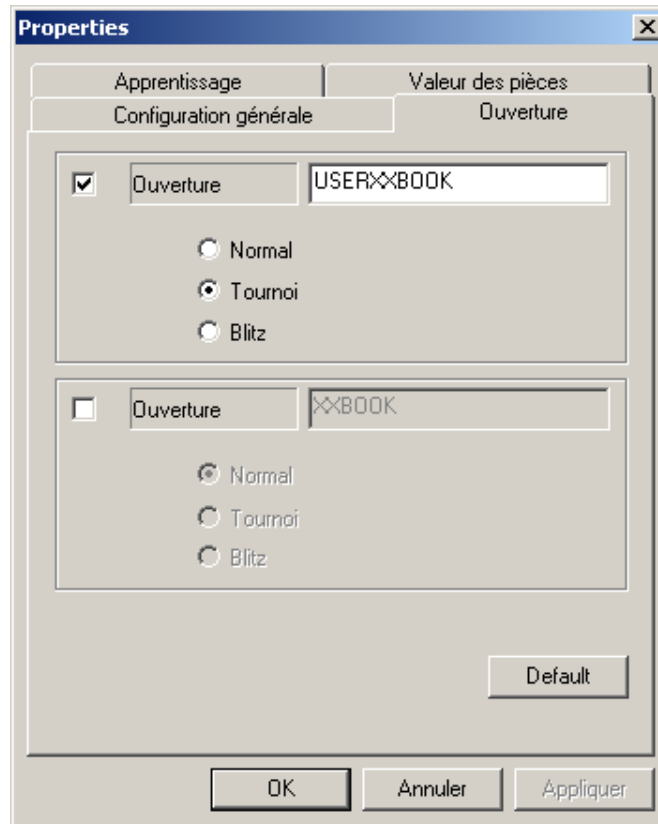 Properties
Apprentissage Valeur des pièces
Configuration générale Ouverture
Ouverture USERXXBOOK
Normal
Tournoi
Blitz
Ouverture XXBOOK
Normal
Tournoi
Blitz
Default
OK Annuler Appliquer